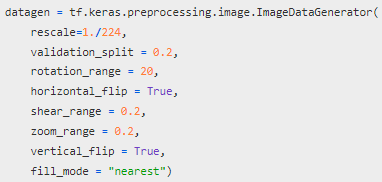 datagen = tf.keras.preprocessing.image.ImageDataGenerator(
    rescale=1./224,
    validation_split = 0.2,
    rotation_range = 20,
    horizontal_flip = True,
    shear_range = 0.2,
    zoom_range = 0.2,
    vertical_flip = True,
    fill_mode = "nearest")